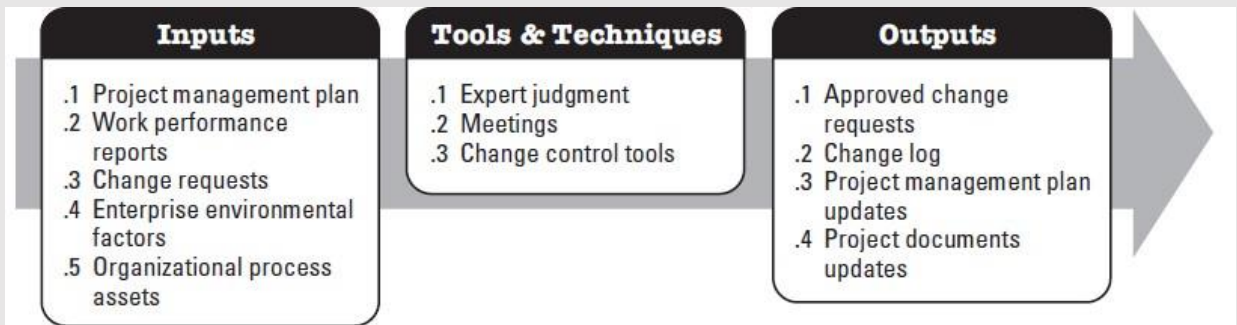 Inputs
.1 Project management plan
.2 Work performance
reports
.3 Change requests
.4 Enterprise environmental
factors
.5 Organizational process
assets
Tools & Techniques
.1 Expert judgment
.2 Meetings
.3 Change control tools
Outputs
.1 Approved change
requests
.2 Change log
.3 Project management plan
updates
.4 Project documents
updates